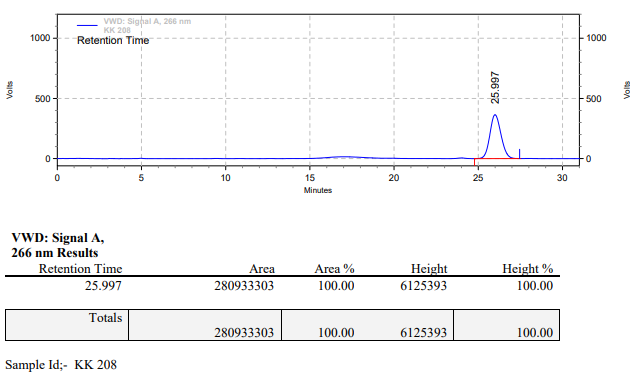 VWD: Signal A, 266 nm
KK 208
Retention Time
1000
500
0
Volts
25.997
1000
500
0
Volts
0 5 10 15 20 25 30
Minutes
VWD: Signal A,
266 nm Results
Retention Time Area Area % Height Height %
25.997 280933303 100.00 6125393 100.00
Totals
280933303 100.00 6125393 100.00
Sample Id;- KK 208